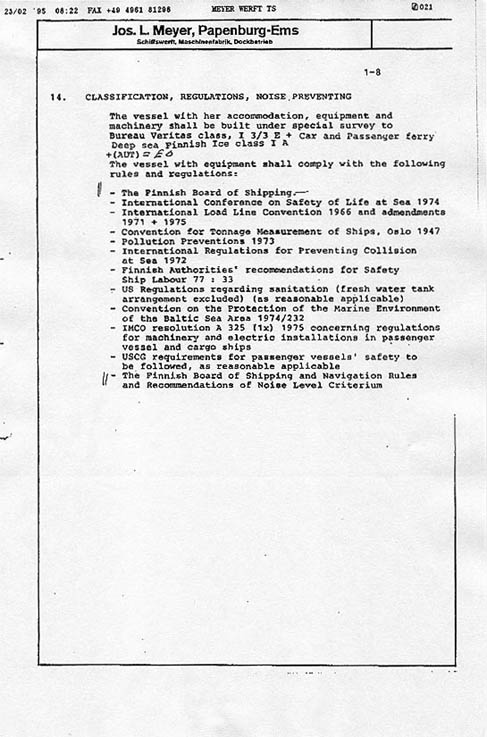 23/02 '95 08:22 FAX +49 4961 81298 MEYER WERFT TS 021
Jos. L. Meyer, Papenburg-Ems
Schiffswerft, Maschinenfabrik, Dockbetrieb
1-8
14. CLASSIFICATION, REGULATIONS, NOISE PREVENTING
The vessel with her accommodation, equipment and
machinery shall be built under special survey to
Bureau Veritas class, I 3/3 E + Car and Passenger ferry
Deep sea Finnish Ice class I A
+(AUT)
The vessel with equipment shall comply with the following
rules and regulations:
- The Finnish Board of Shipping
- International Conference on Safety of Life at Sea 1974
- International Load Line Convention 1966 and admendments
1971 + 1975
- Convention for Tonnage Measurement of Ships, Oslo 1947
- Pollution Preventions 1973
- International Regulations for Preventing Collision
at Sea 1972
- Finnish Authorities' recommendations for Safety
Ship Labour 77 : 33
- US Regulations regarding sanitation (fresh water tank
arrangement excluded) (as reasonable applicable)
- Convention on the Protection of the Marine Environment
of the Baltic Sea Area 1974/232
- IMCO resolution A 325 (1x) 1975 concerning regulations
for machinery and electric installations in passenger
vessel and cargo ships
- USCG requirements for passenger vessels' safety to
be followed, as reasonable applicable
- The Finnish Board of Shipping and Navigation Rules
and Recommendations of Noise Level Criterium